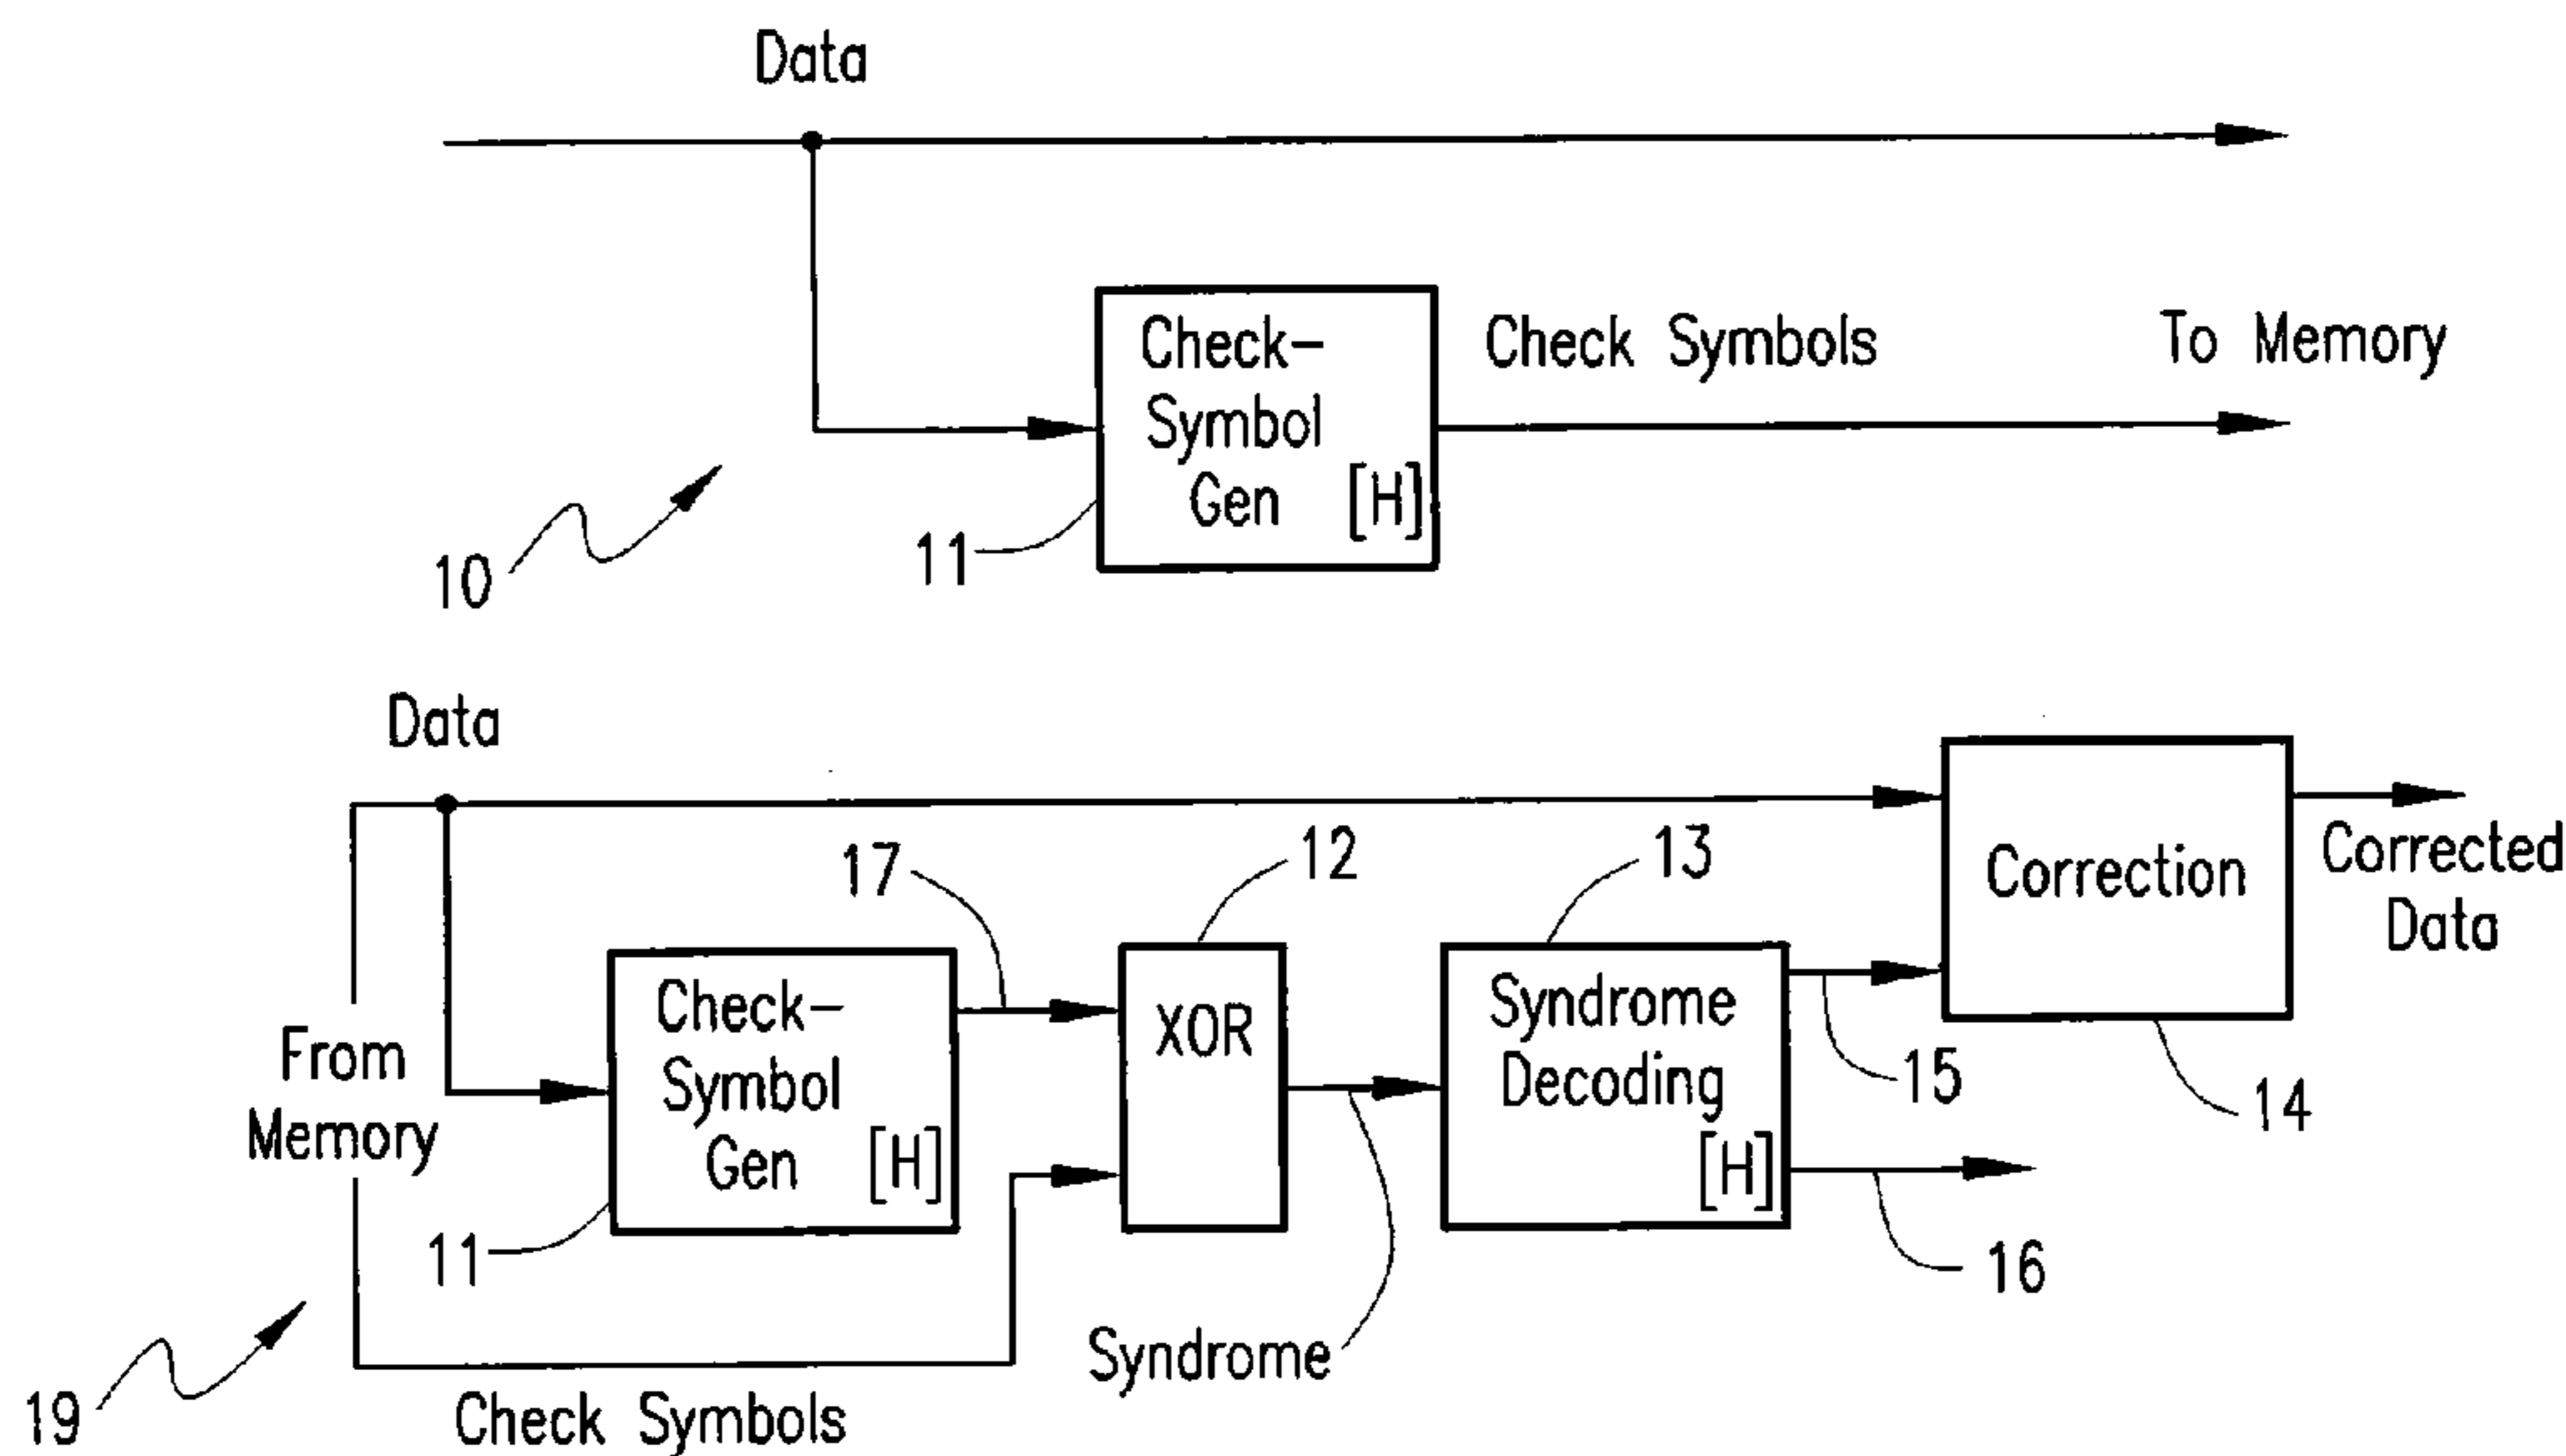 Data
Check-
Symbol
Gen [H]
Check Symbols
To Memory
11
10
Data
17
12
13
Correction
Corrected
Data
From
Memory
Check-
Symbol
Gen [H]
XOR
Syndrome
Decoding
[H]
15
14
11
16
Syndrome
19
Check Symbols